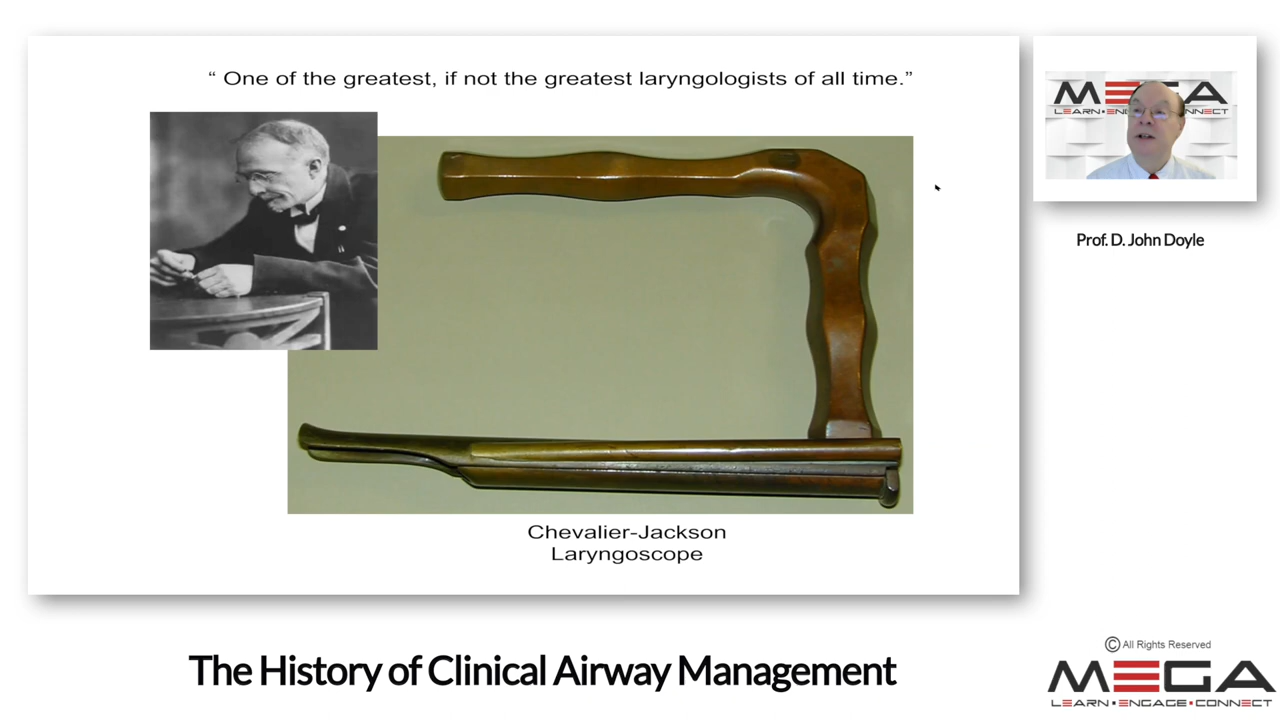 “ One of the greatest, if not the greatest laryngologists of all time.”
Chevalier-Jackson
Laryngoscope
Prof. D. John Doyle
The History of Clinical Airway Management
© All Rights Reserved
MEGA
LEARN•ENGAGE•CONNECT